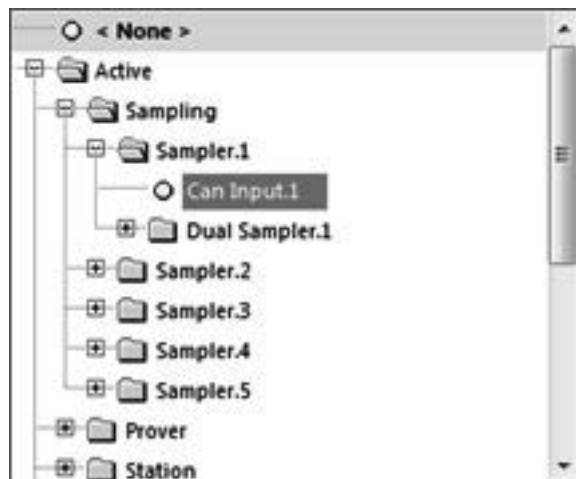 < None >
Active
Sampling
Sampler.1
Can Input.1
Dual Sampler.1
Sampler.2
Sampler.3
Sampler.4
Sampler.5
Prover
Station